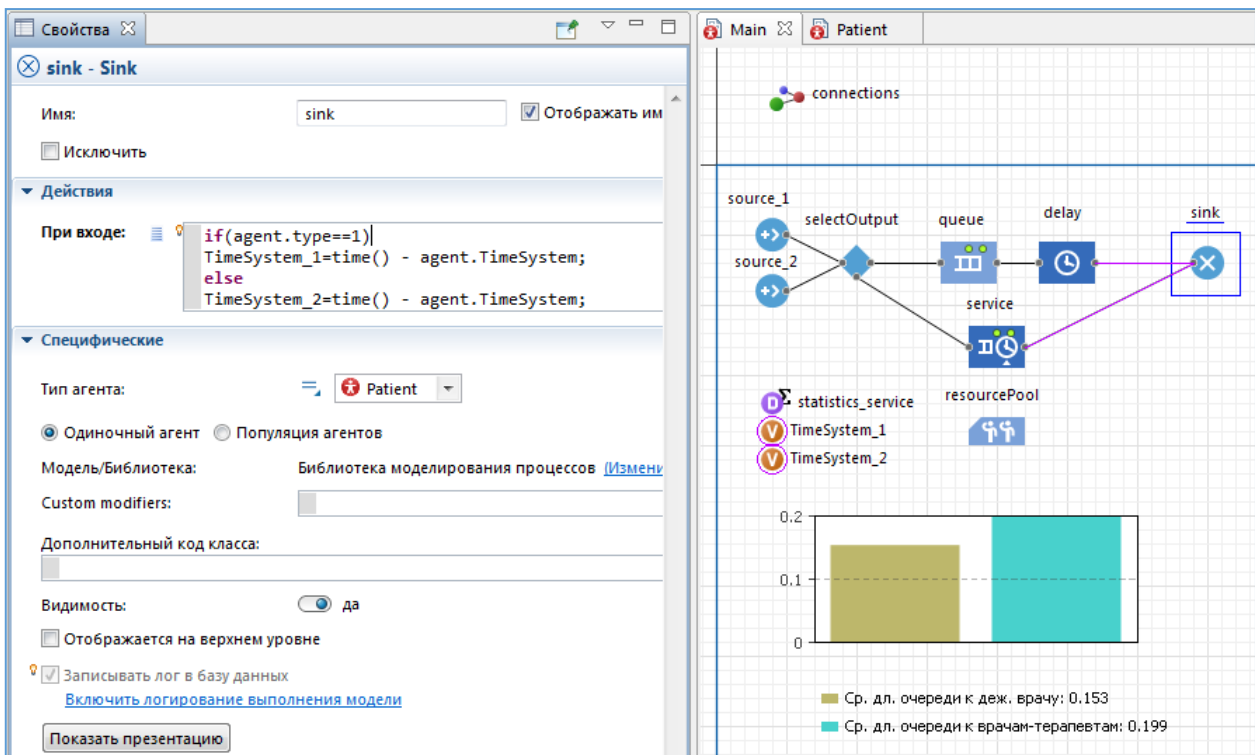 Свойства
sink - Sink
Имя:
sink
Отображать им
Исключить
Действия
При входе:
if(agent.type==1)
TimeSystem_1=time() - agent.TimeSystem;
else
TimeSystem_2=time() - agent.TimeSystem;
Специфические
Тип агента:
Patient
Одиночный агент
Популяция агентов
Модель/Библиотека:
Библиотека моделирования процессов (Измени
Custom modifiers:
Дополнительный код класса:
Видимость:
да
Отображается на верхнем уровне
Записывать лог в базу данных
Включить логирование выполнения модели
Показать презентацию
Main
Patient
connections
source_1
selectOutput
queue
delay
sink
source_2
service
statistics_service
resourcePool
TimeSystem_1
TimeSystem_2
0.2
0.1
0
Ср. дл. очереди к деж. врачу: 0.153
Ср. дл. очереди к врачам-терапевтам: 0.199